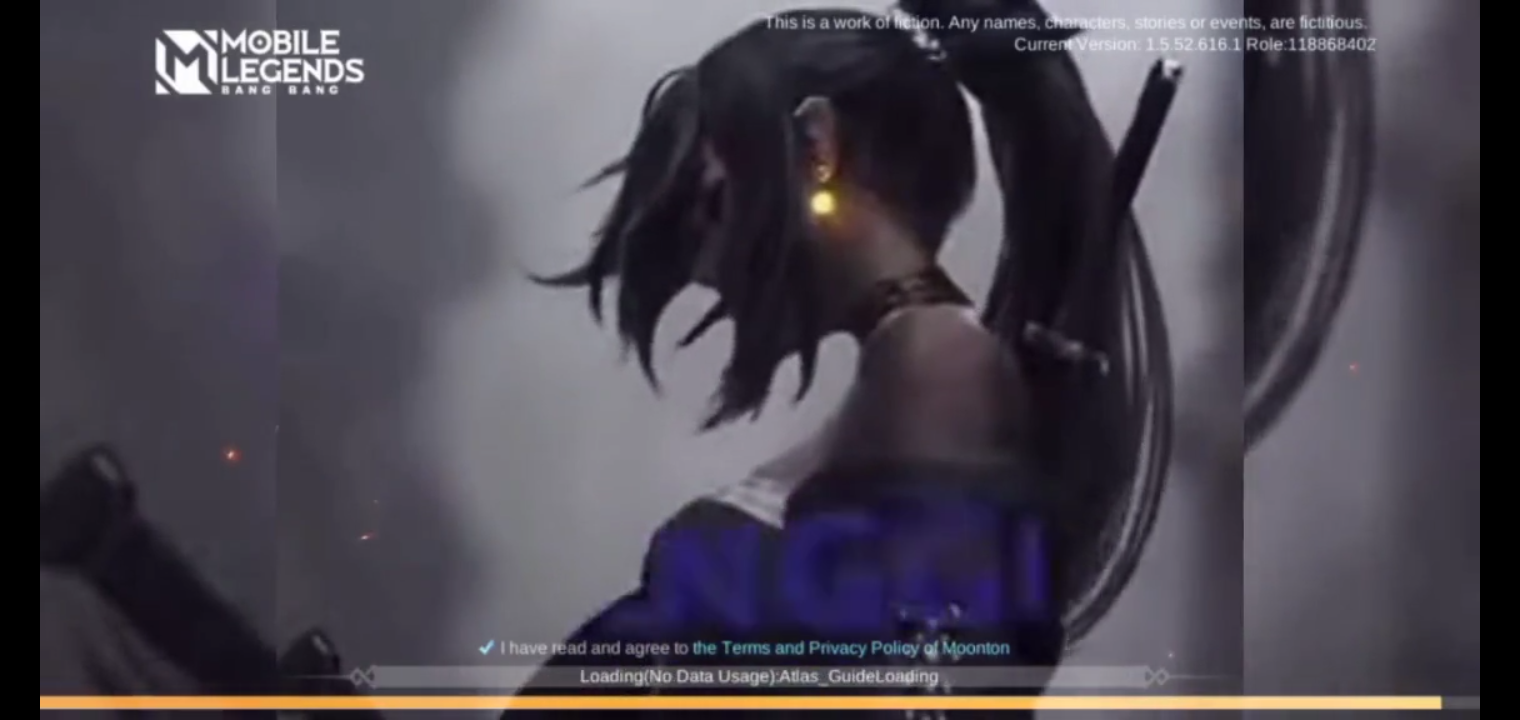 MOBILE
LEGENDS
BANG BANG
This is a work of fiction. Any names, characters, stories or events, are fictitious.
Current Version: 1.5.52.616.1 Role:118868402
I have read and agree to the Terms and Privacy Policy of Moonton
Loading(No Data Usage):Atlas_GuideLoading